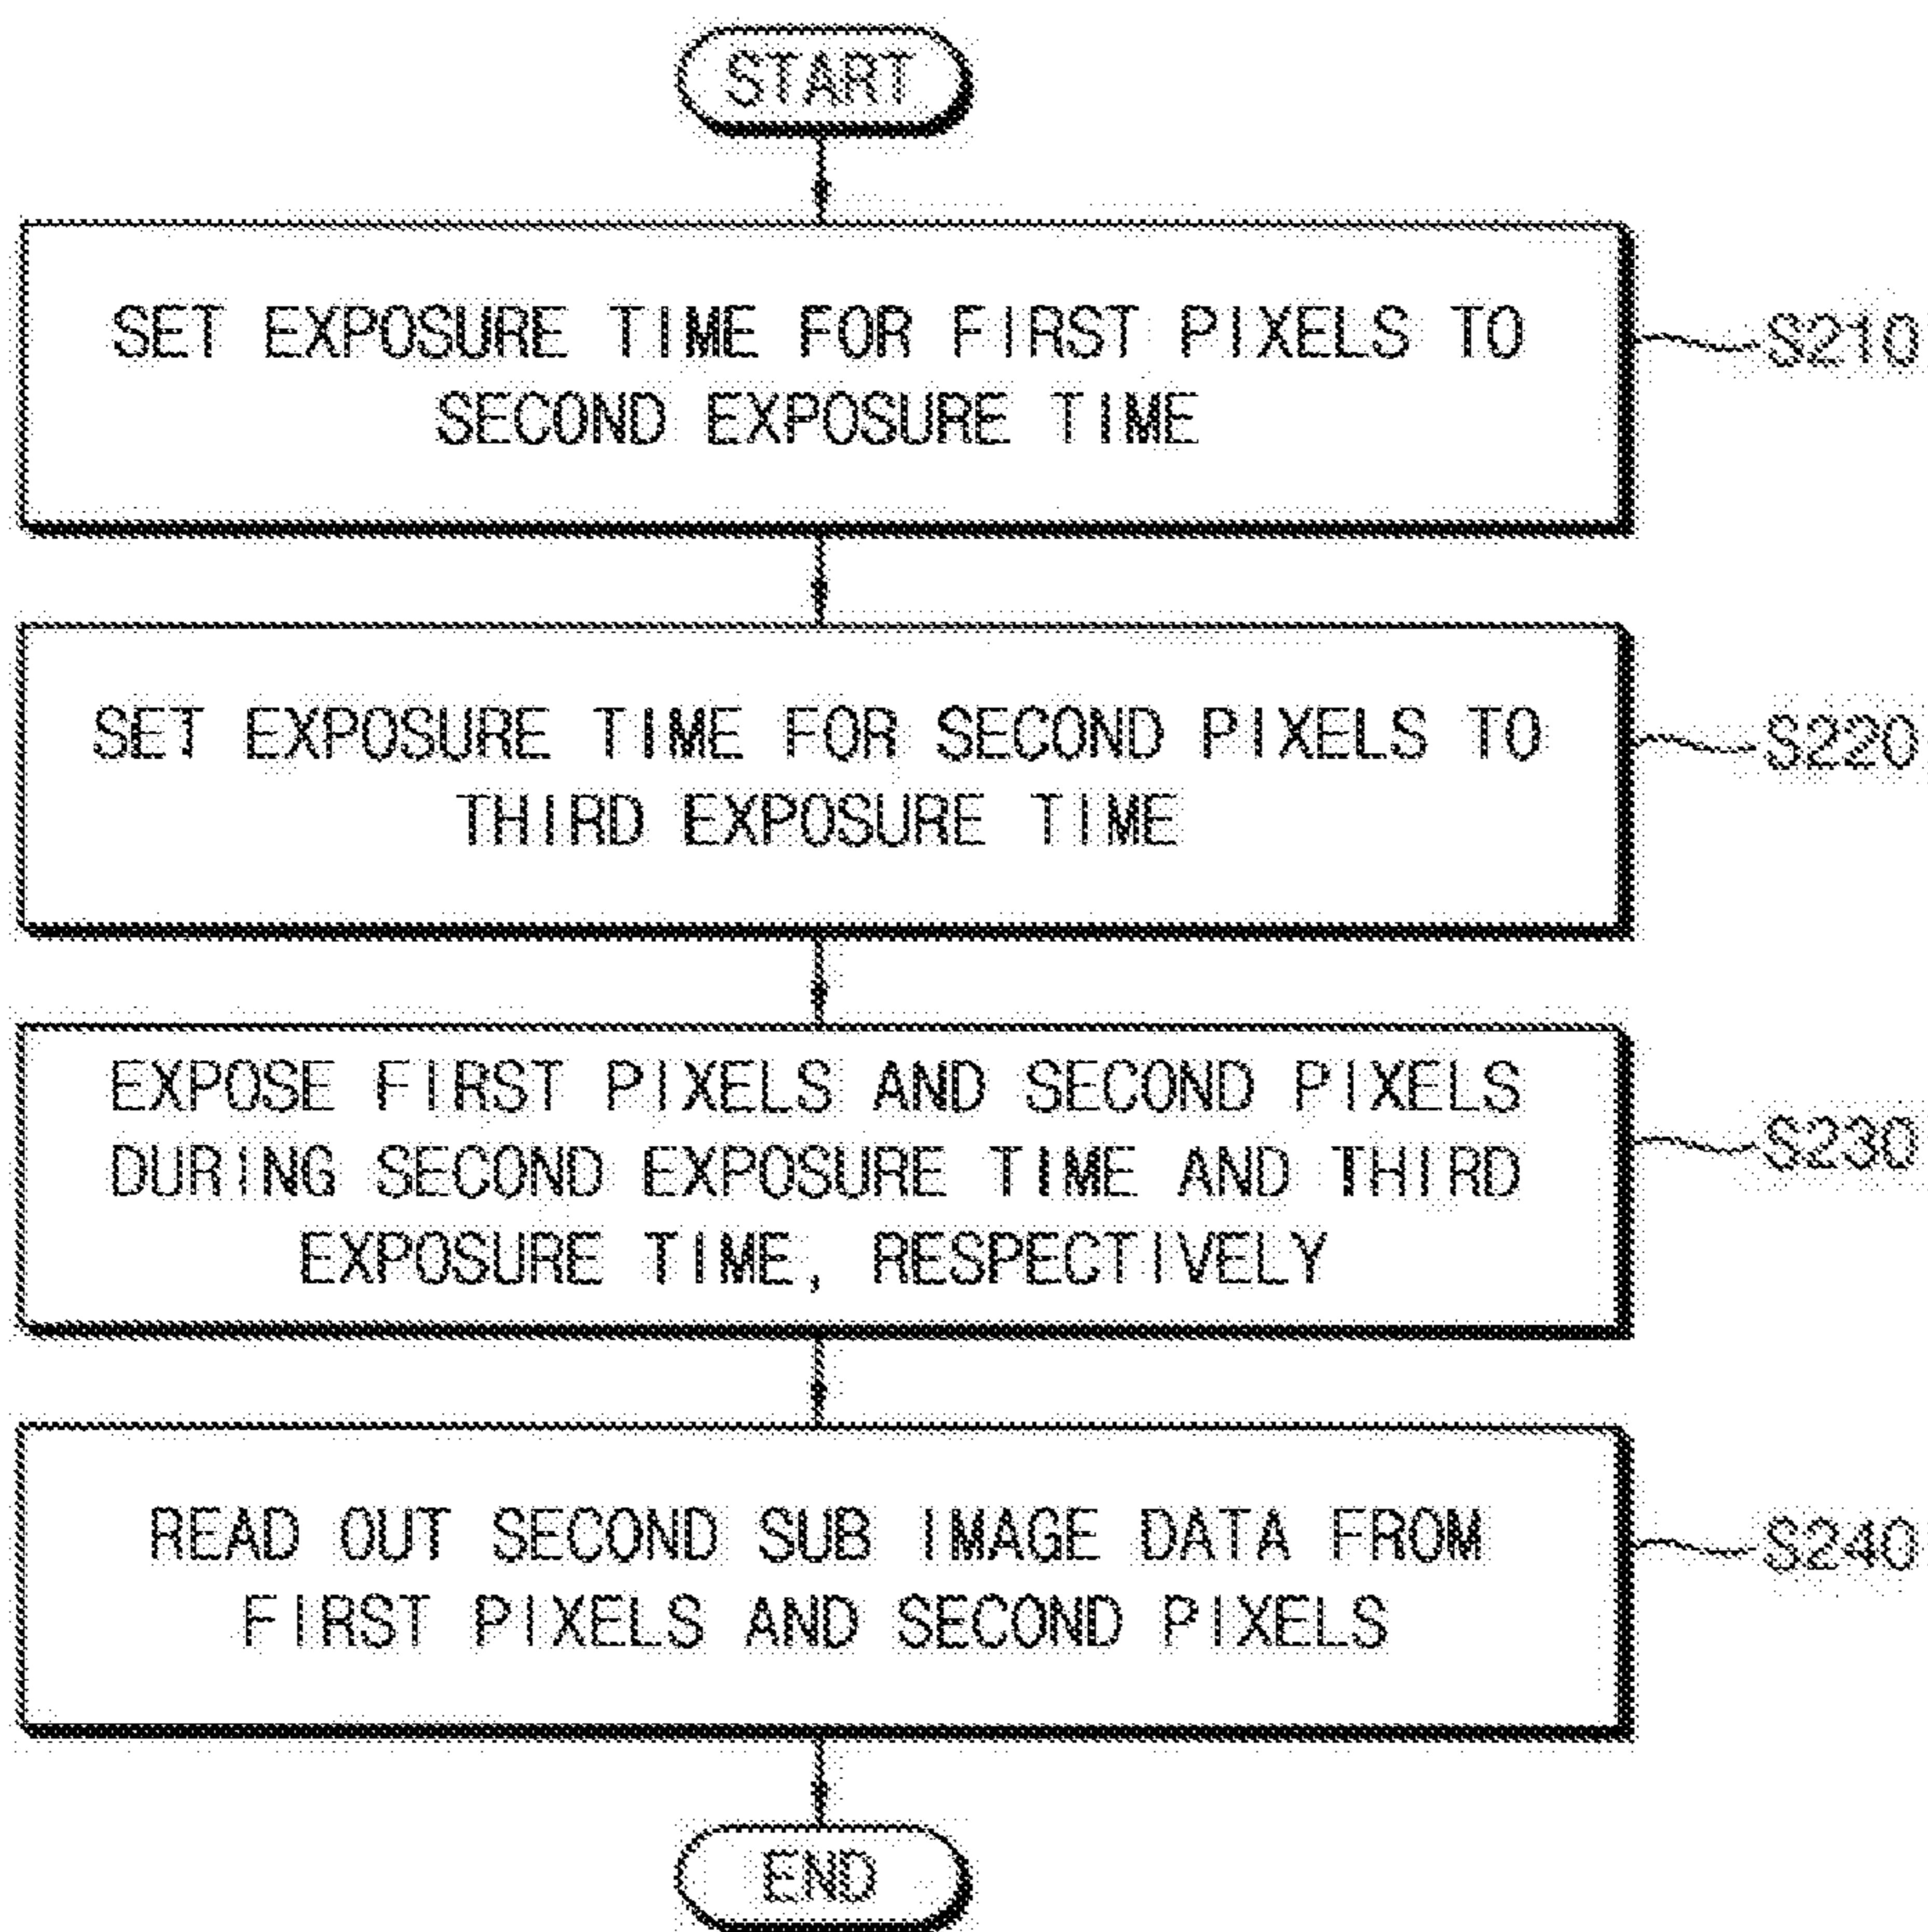 START
SET EXPOSURE TIME FOR FIRST PIXELS TO
SECOND EXPOSURE TIME
S210
SET EXPOSURE TIME FOR SECOND PIXELS TO
THIRD EXPOSURE TIME
S220
EXPOSE FIRST PIXELS AND SECOND PIXELS
DURING SECOND EXPOSURE TIME AND THIRD
EXPOSURE TIME, RESPECTIVELY
S230
READ OUT SECOND SUB IMAGE DATA FROM
FIRST PIXELS AND SECOND PIXELS
S240
END